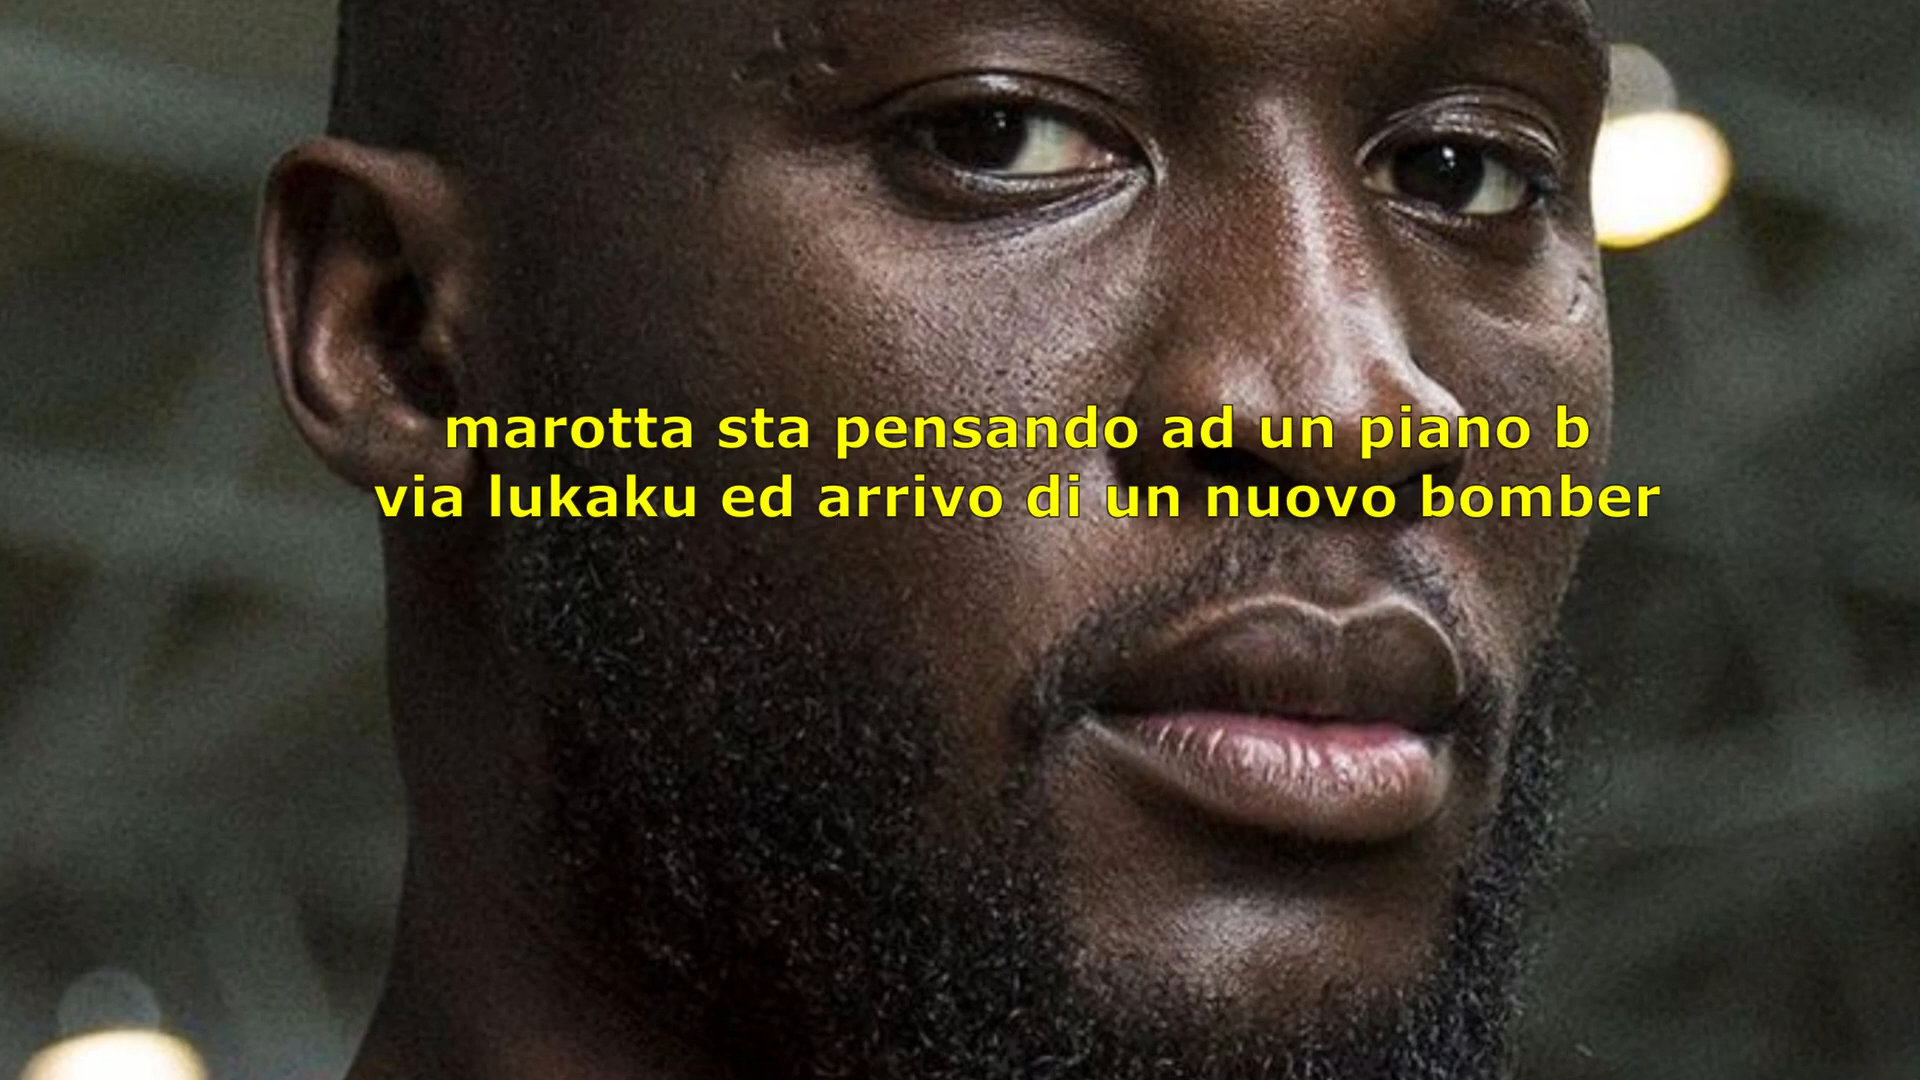 marotta sta pensando ad un piano b
via lukaku ed arrivo di un nuovo bomber